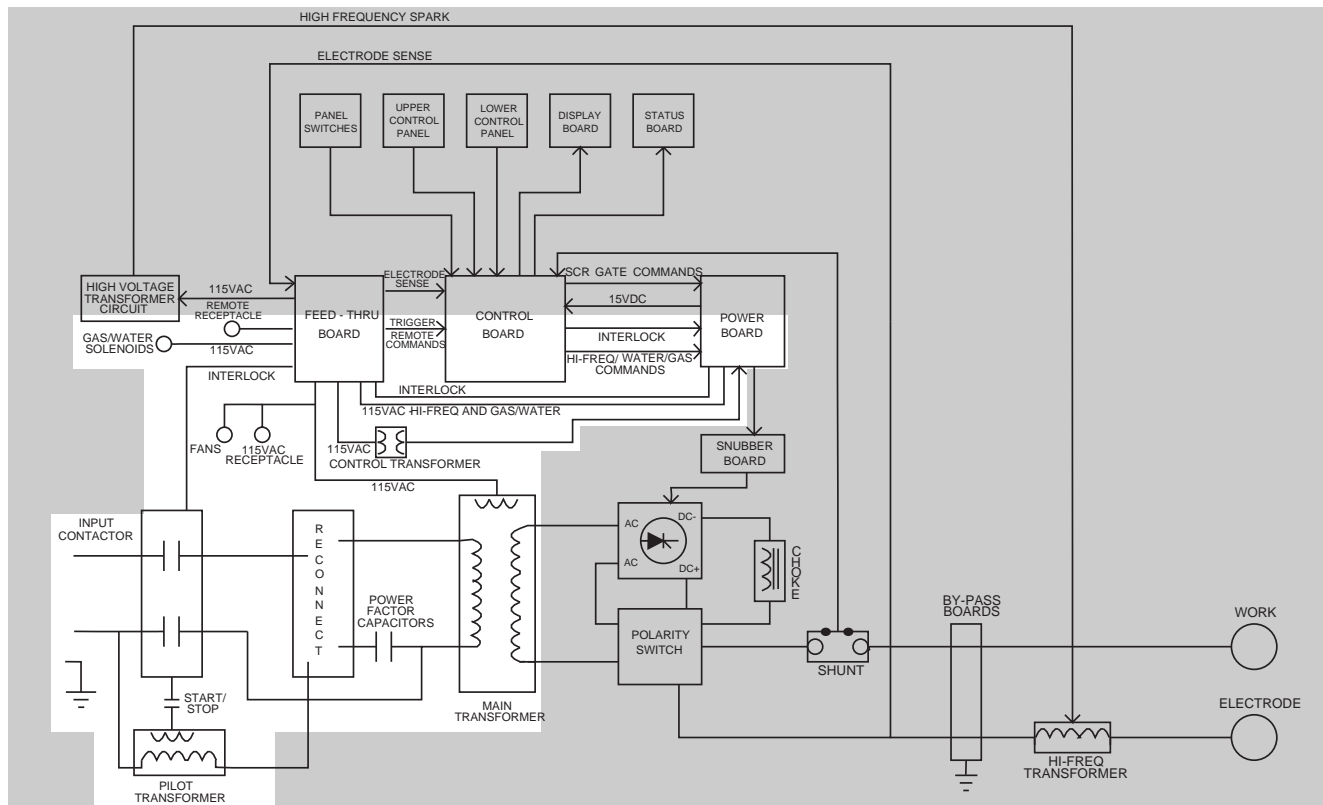 HIGH FREQUENCY SPARK
ELECTRODE SENSE
PANEL
SWITCHES
UPPER
CONTROL
PANEL
LOWER
CONTROL
PANEL
DISPLAY
BOARD
STATUS
BOARD
HIGH VOLTAGE
TRANSFORMER
CIRCUIT
115VAC
REMOTE
RECEPTACLE
GAS/WATER
SOLENOIDS
115VAC
INTERLOCK
FEED - THRU
BOARD
ELECTRODE
SENSE
TRIGGER
REMOTE
COMMANDS
CONTROL
BOARD
SCR GATE COMMANDS
15VDC
INTERLOCK
HI-FREQ/ WATER/GAS
COMMANDS
POWER
BOARD
INTERLOCK
115VAC -HI-FREQ AND GAS/WATER
FANS
115VAC
RECEPTACLE
115VAC
CONTROL TRANSFORMER
115VAC
SNUBBER
BOARD
INPUT
CONTACTOR
RECONNECT
POWER
FACTOR
CAPACITORS
MAIN
TRANSFORMER
AC
DC-
AC
DC+
CHOKE
POLARITY
SWITCH
SHUNT
BY-PASS
BOARDS
WORK
ELECTRODE
HI-FREQ
TRANSFORMER
START/
STOP
PILOT
TRANSFORMER